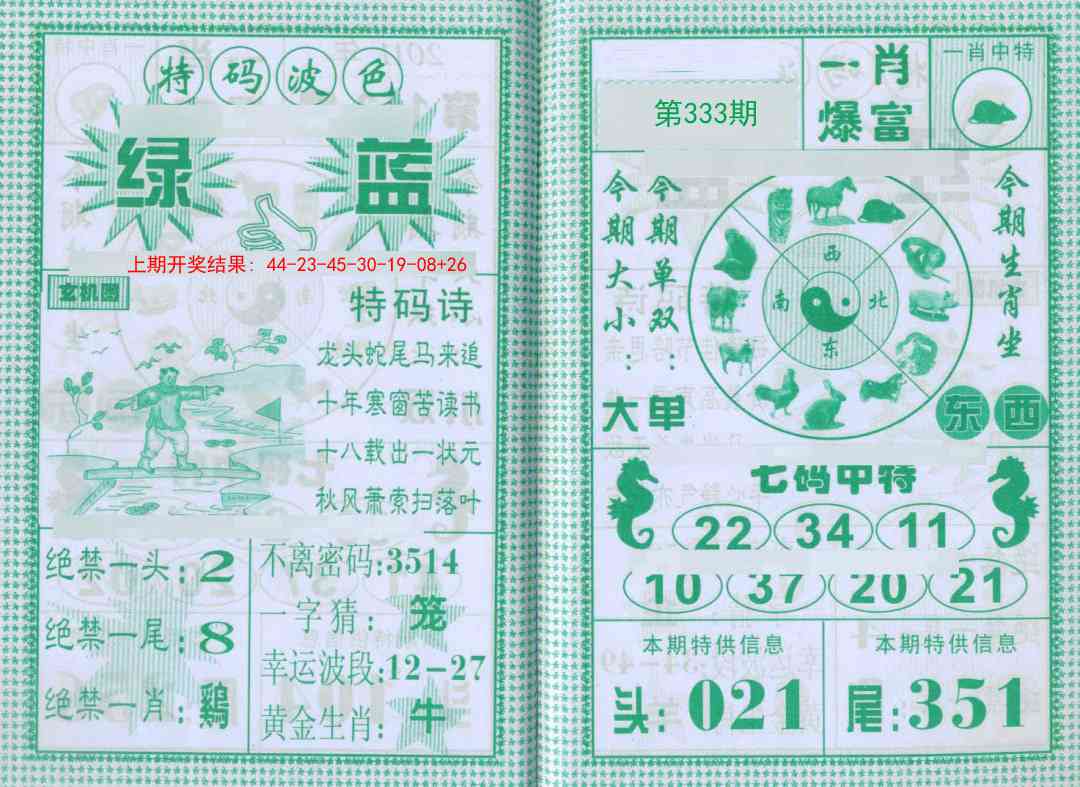 特码波色
绿 蓝
上期开奖结果：44-23-45-30-19-08+26
玄机图
特码诗
龙头蛇尾马来追
十年寒窗苦读书
十八载出一状元
秋风萧索扫落叶
绝禁一头:2
绝禁一尾:8
绝禁一肖:鷄
不离密码:3514
一字猜：笼
幸运波段:12-27
黄金生肖:牛
第333期
一肖
爆富
一肖中特
今期大小：大
今期单双：单
西
南 北
东
今期生肖坐
东 西
七码中特
22 34 11
10 37 20 21
本期特供信息
头：021
本期特供信息
尾:351